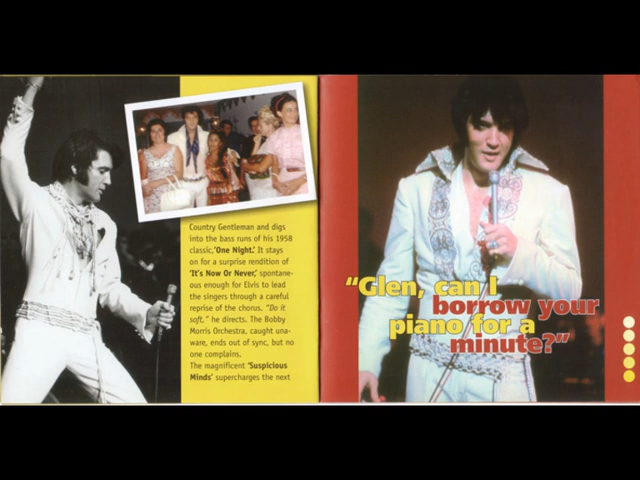 Country Gentleman and digs
into the bass runs of his 1958
classic,'One Night.' It stays
on for a surprise rendition of
'It's Now Or Never,' spontane-
ous enough for Elvis to lead
the singers through a careful
reprise of the chorus. "Do it
soft," he directs. The Bobby
Morris Orchestra, caught una-
ware, ends out of sync, but no
one complains.
The magnificent 'Suspicious
Minds' supercharges the next
"Glen, can I
borrow your
piano for a
minute?"